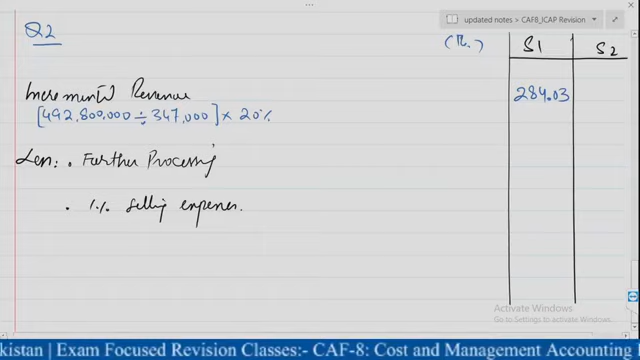 updated notes > CAF8_ICAP Revision
Q2
(Rs.) S1 S2
Incremental Revenue 284.03
[492,800,000 ÷ 347,000] × 20%
Less: • Further Processing
• 1% Selling expenses.
Activate Windows
Go to Settings to activate Windows.
kistan | Exam Focused Revision Classes:- CAF-8: Cost and Management Accounting